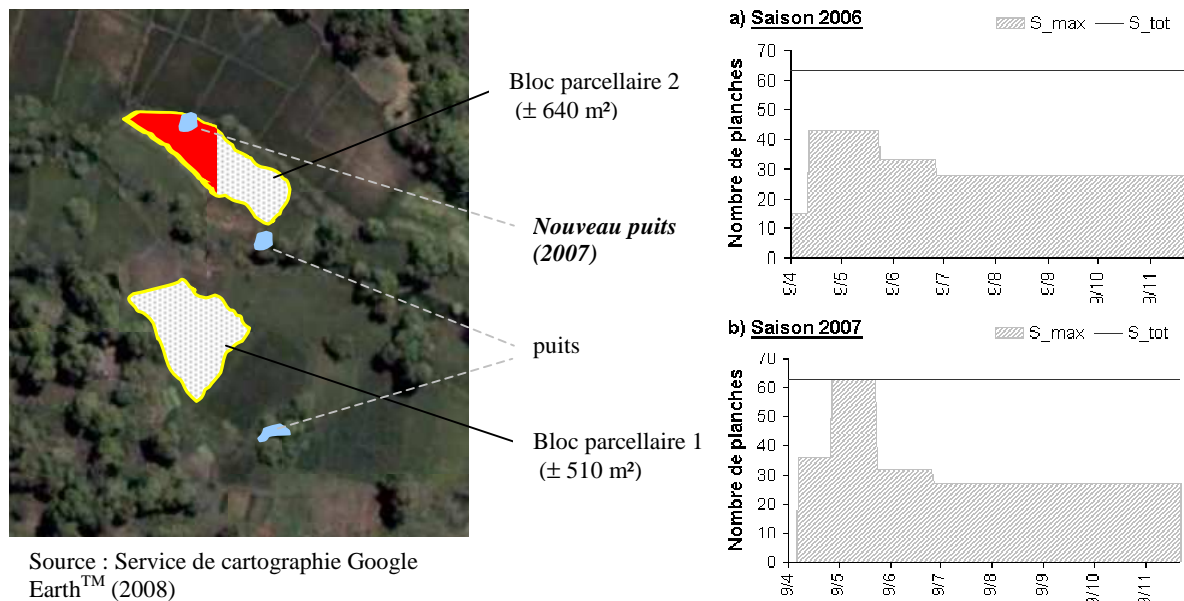 Bloc parcellaire 2
(± 640 m²)
Nouveau puits
(2007)
puits
Bloc parcellaire 1
(± 510 m²)
Source : Service de cartographie Google
Earth™ (2008)
a) Saison 2006
S_max
S_tot
Nombre de planches
70
60
50
40
30
20
10
0
9/4
9/5
9/6
9/7
9/8
9/9
9/10
9/11
b) Saison 2007
S_max
S_tot
Nombre de planches
70
60
50
40
30
20
10
0
9/4
9/5
9/6
9/7
9/8
9/9
9/10
9/11